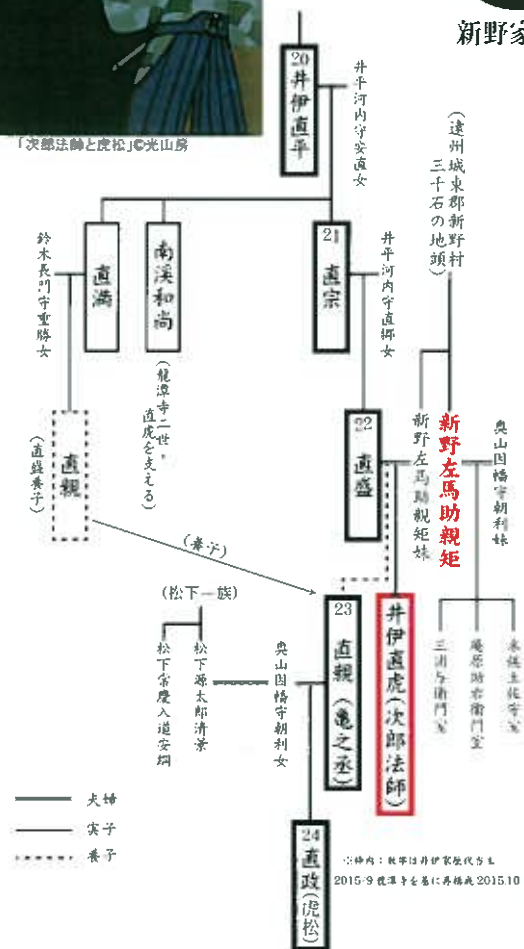 新野家
「次郎法師と虎松」©光山房
20 井伊直平
井平河内守安直女
(遠州城東郡新野村
三千石の地頭)
鈴木長門守重勝女
直満
南渓和尚
(龍潭寺二世。
直虎を支える)
21 直宗
井平河内守直郷女
直親
(直盛養子)
22 直盛
新野左馬助親矩妹
新野左馬助親矩
奥山因幡守朝利妹
(養子)
(松下一族)
松下常慶入道安綱
松下源太郎清景
奥山因幡守朝利女
23 直親(亀之丞)
井伊直虎(次郎法師)
三浦与右衛門室
庵原助右衛門室
24 直政(虎松)
夫婦
実子
養子
※枠内:数字は井伊家歴代当主
2015/9 龍潭寺を基に再構成 2015.10